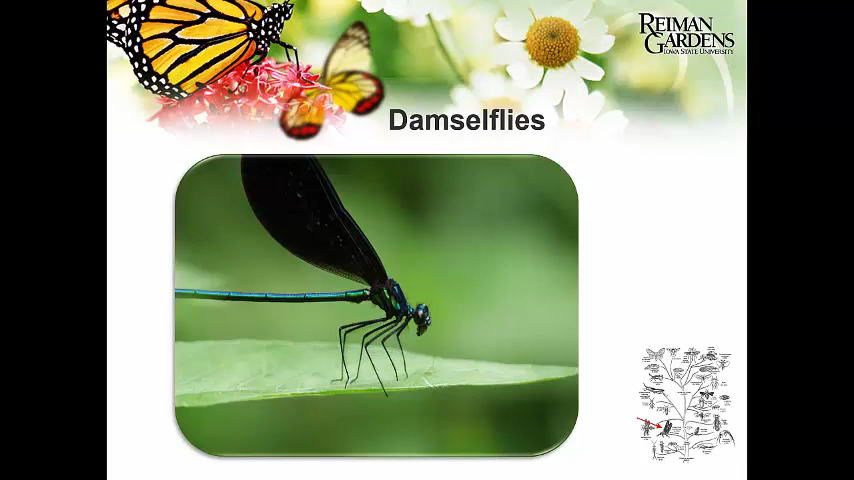 REIMAN
GARDENS
IOWA STATE UNIVERSITY
Damselflies